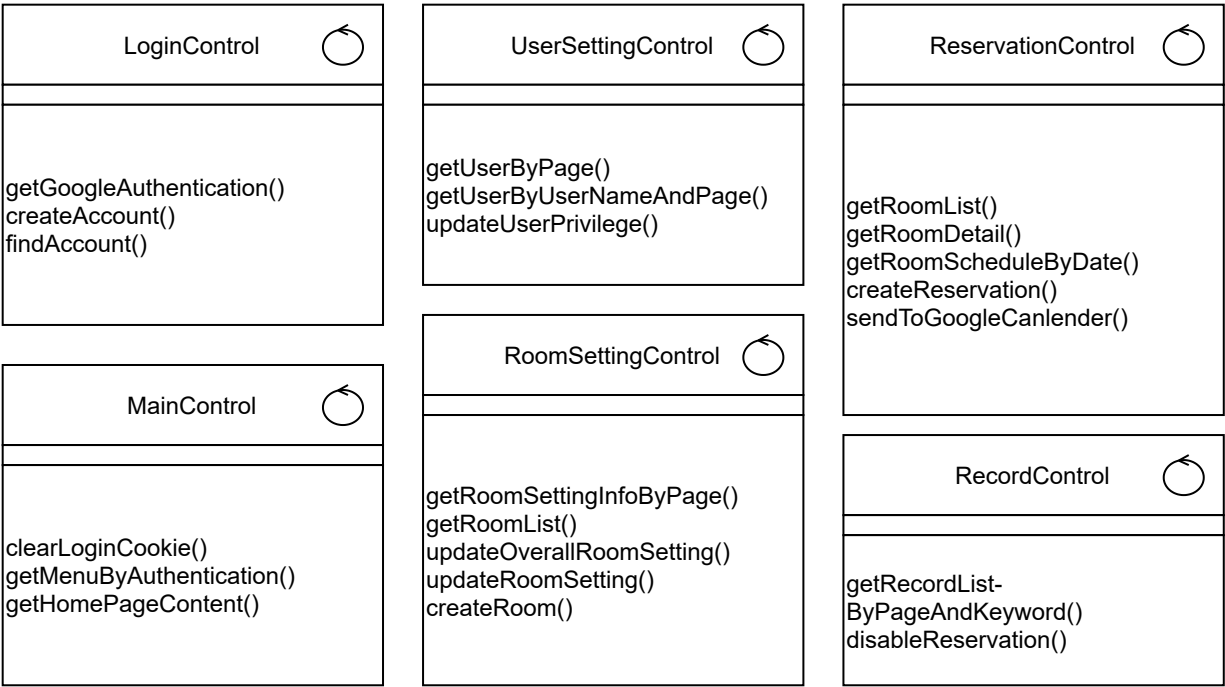 LoginControl
getGoogleAuthentication()
createAccount()
findAccount()
MainControl
clearLoginCookie()
getMenuByAuthentication()
getHomePageContent()
UserSettingControl
getUserByPage()
getUserByUserNameAndPage()
updateUserPrivilege()
RoomSettingControl
getRoomSettingInfoByPage()
getRoomList()
updateOverallRoomSetting()
updateRoomSetting()
createRoom()
ReservationControl
getRoomList()
getRoomDetail()
getRoomScheduleByDate()
createReservation()
sendToGoogleCanlender()
RecordControl
getRecordList-
ByPageAndKeyword()
disableReservation()